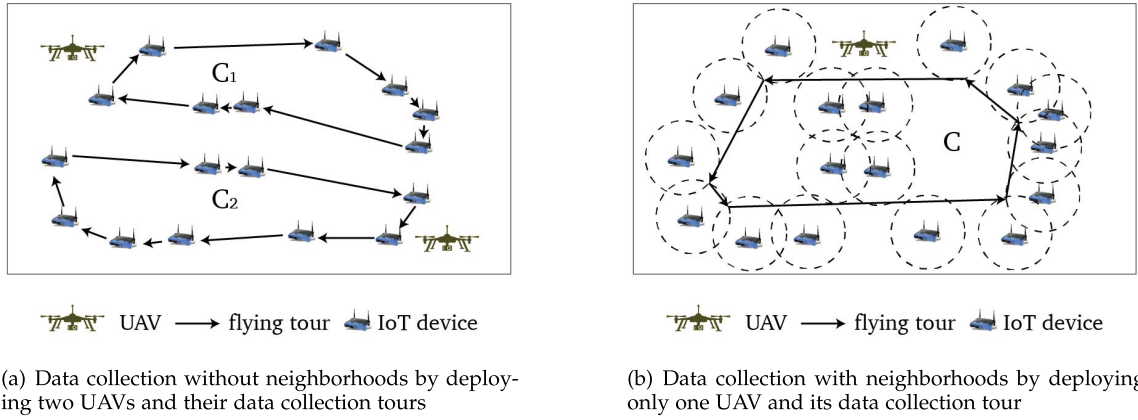 C1
C2
C
UAV flying tour IoT device
UAV flying tour IoT device
(a) Data collection without neighborhoods by deploy-
ing two UAVs and their data collection tours
(b) Data collection with neighborhoods by deploying
only one UAV and its data collection tour